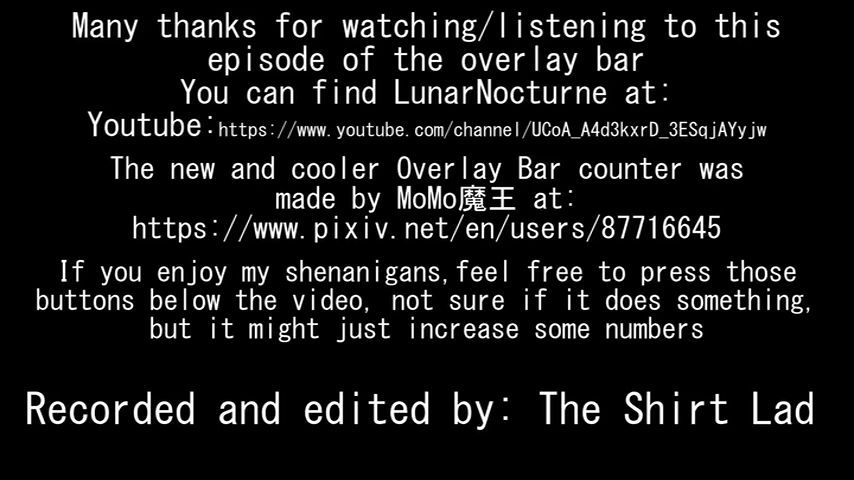 Many thanks for watching/listening to this
episode of the overlay bar
You can find LunarNocturne at:
Youtube:https://www.youtube.com/channel/UCoA_A4d3kxrD_3ESqjAYyjw
The new and cooler Overlay Bar counter was
made by MoMo魔王 at:
https://www.pixiv.net/en/users/87716645
If you enjoy my shenanigans,feel free to press those
buttons below the video, not sure if it does something,
but it might just increase some numbers
Recorded and edited by: The Shirt Lad